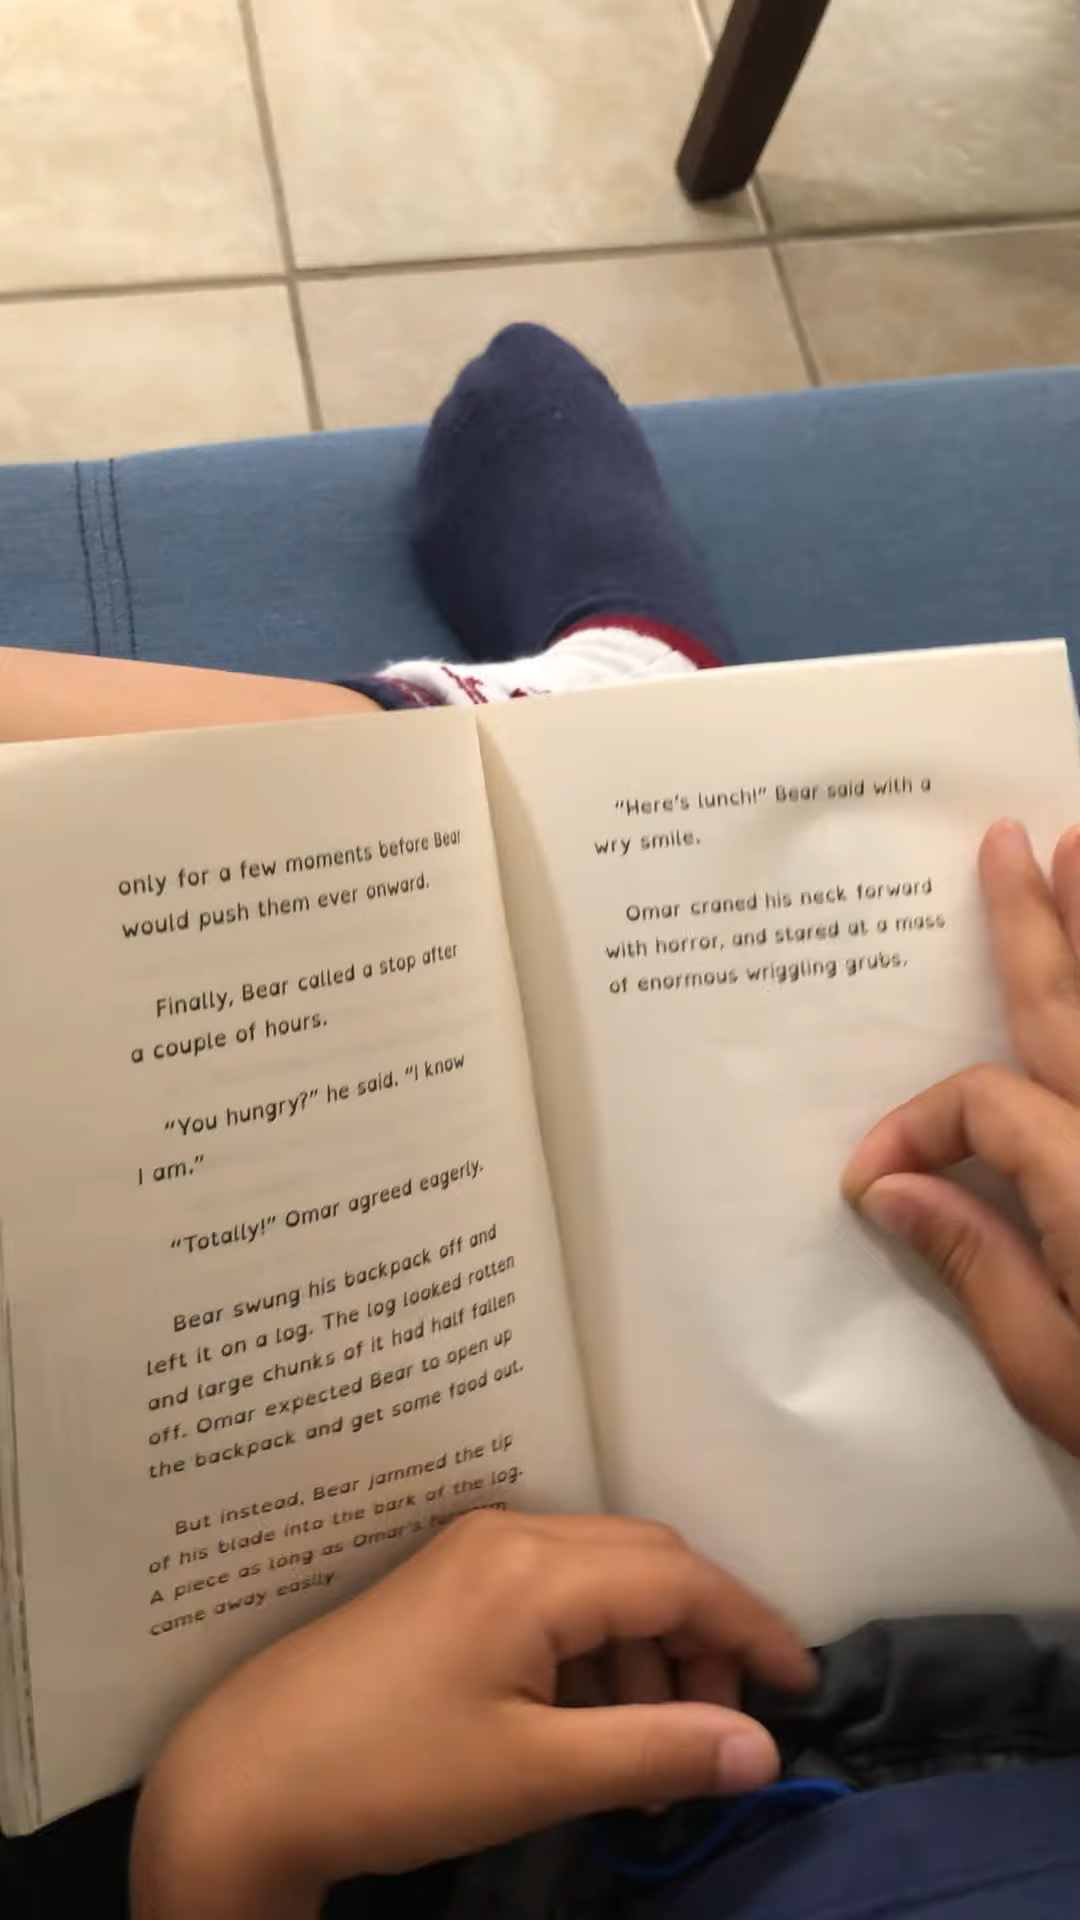 only for a few moments before Bear
would push them ever onward.
Finally, Bear called a stop after
a couple of hours.
"You hungry?" he said. "I know
I am."
"Totally!" Omar agreed eagerly.
Bear swung his backpack off and
left it on a log. The log looked rotten
and large chunks of it had half fallen
off. Omar expected Bear to open up
the backpack and get some food out.
But instead, Bear jammed the tip
of his blade into the bark of the log.
A piece as long as Omar's forearm
came away easily.
"Here's lunch!" Bear said with a
wry smile.
Omar craned his neck forward
with horror, and stared at a mass
of enormous wriggling grubs.